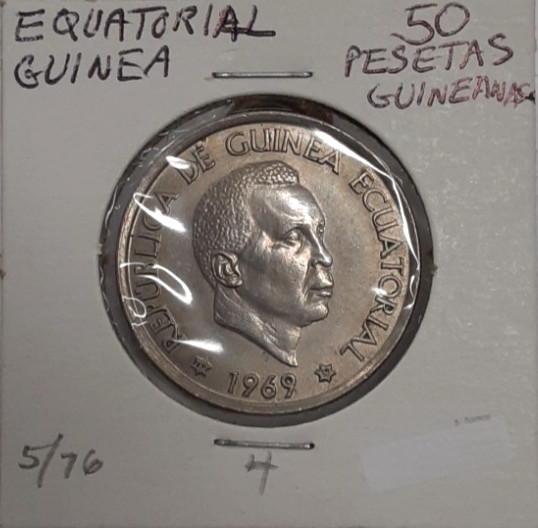 EQUATORIAL
GUINEA
50
PESETAS
GUINEANAS
REPUBLICA DE GUINEA ECUATORIAL
1969
5/76
4